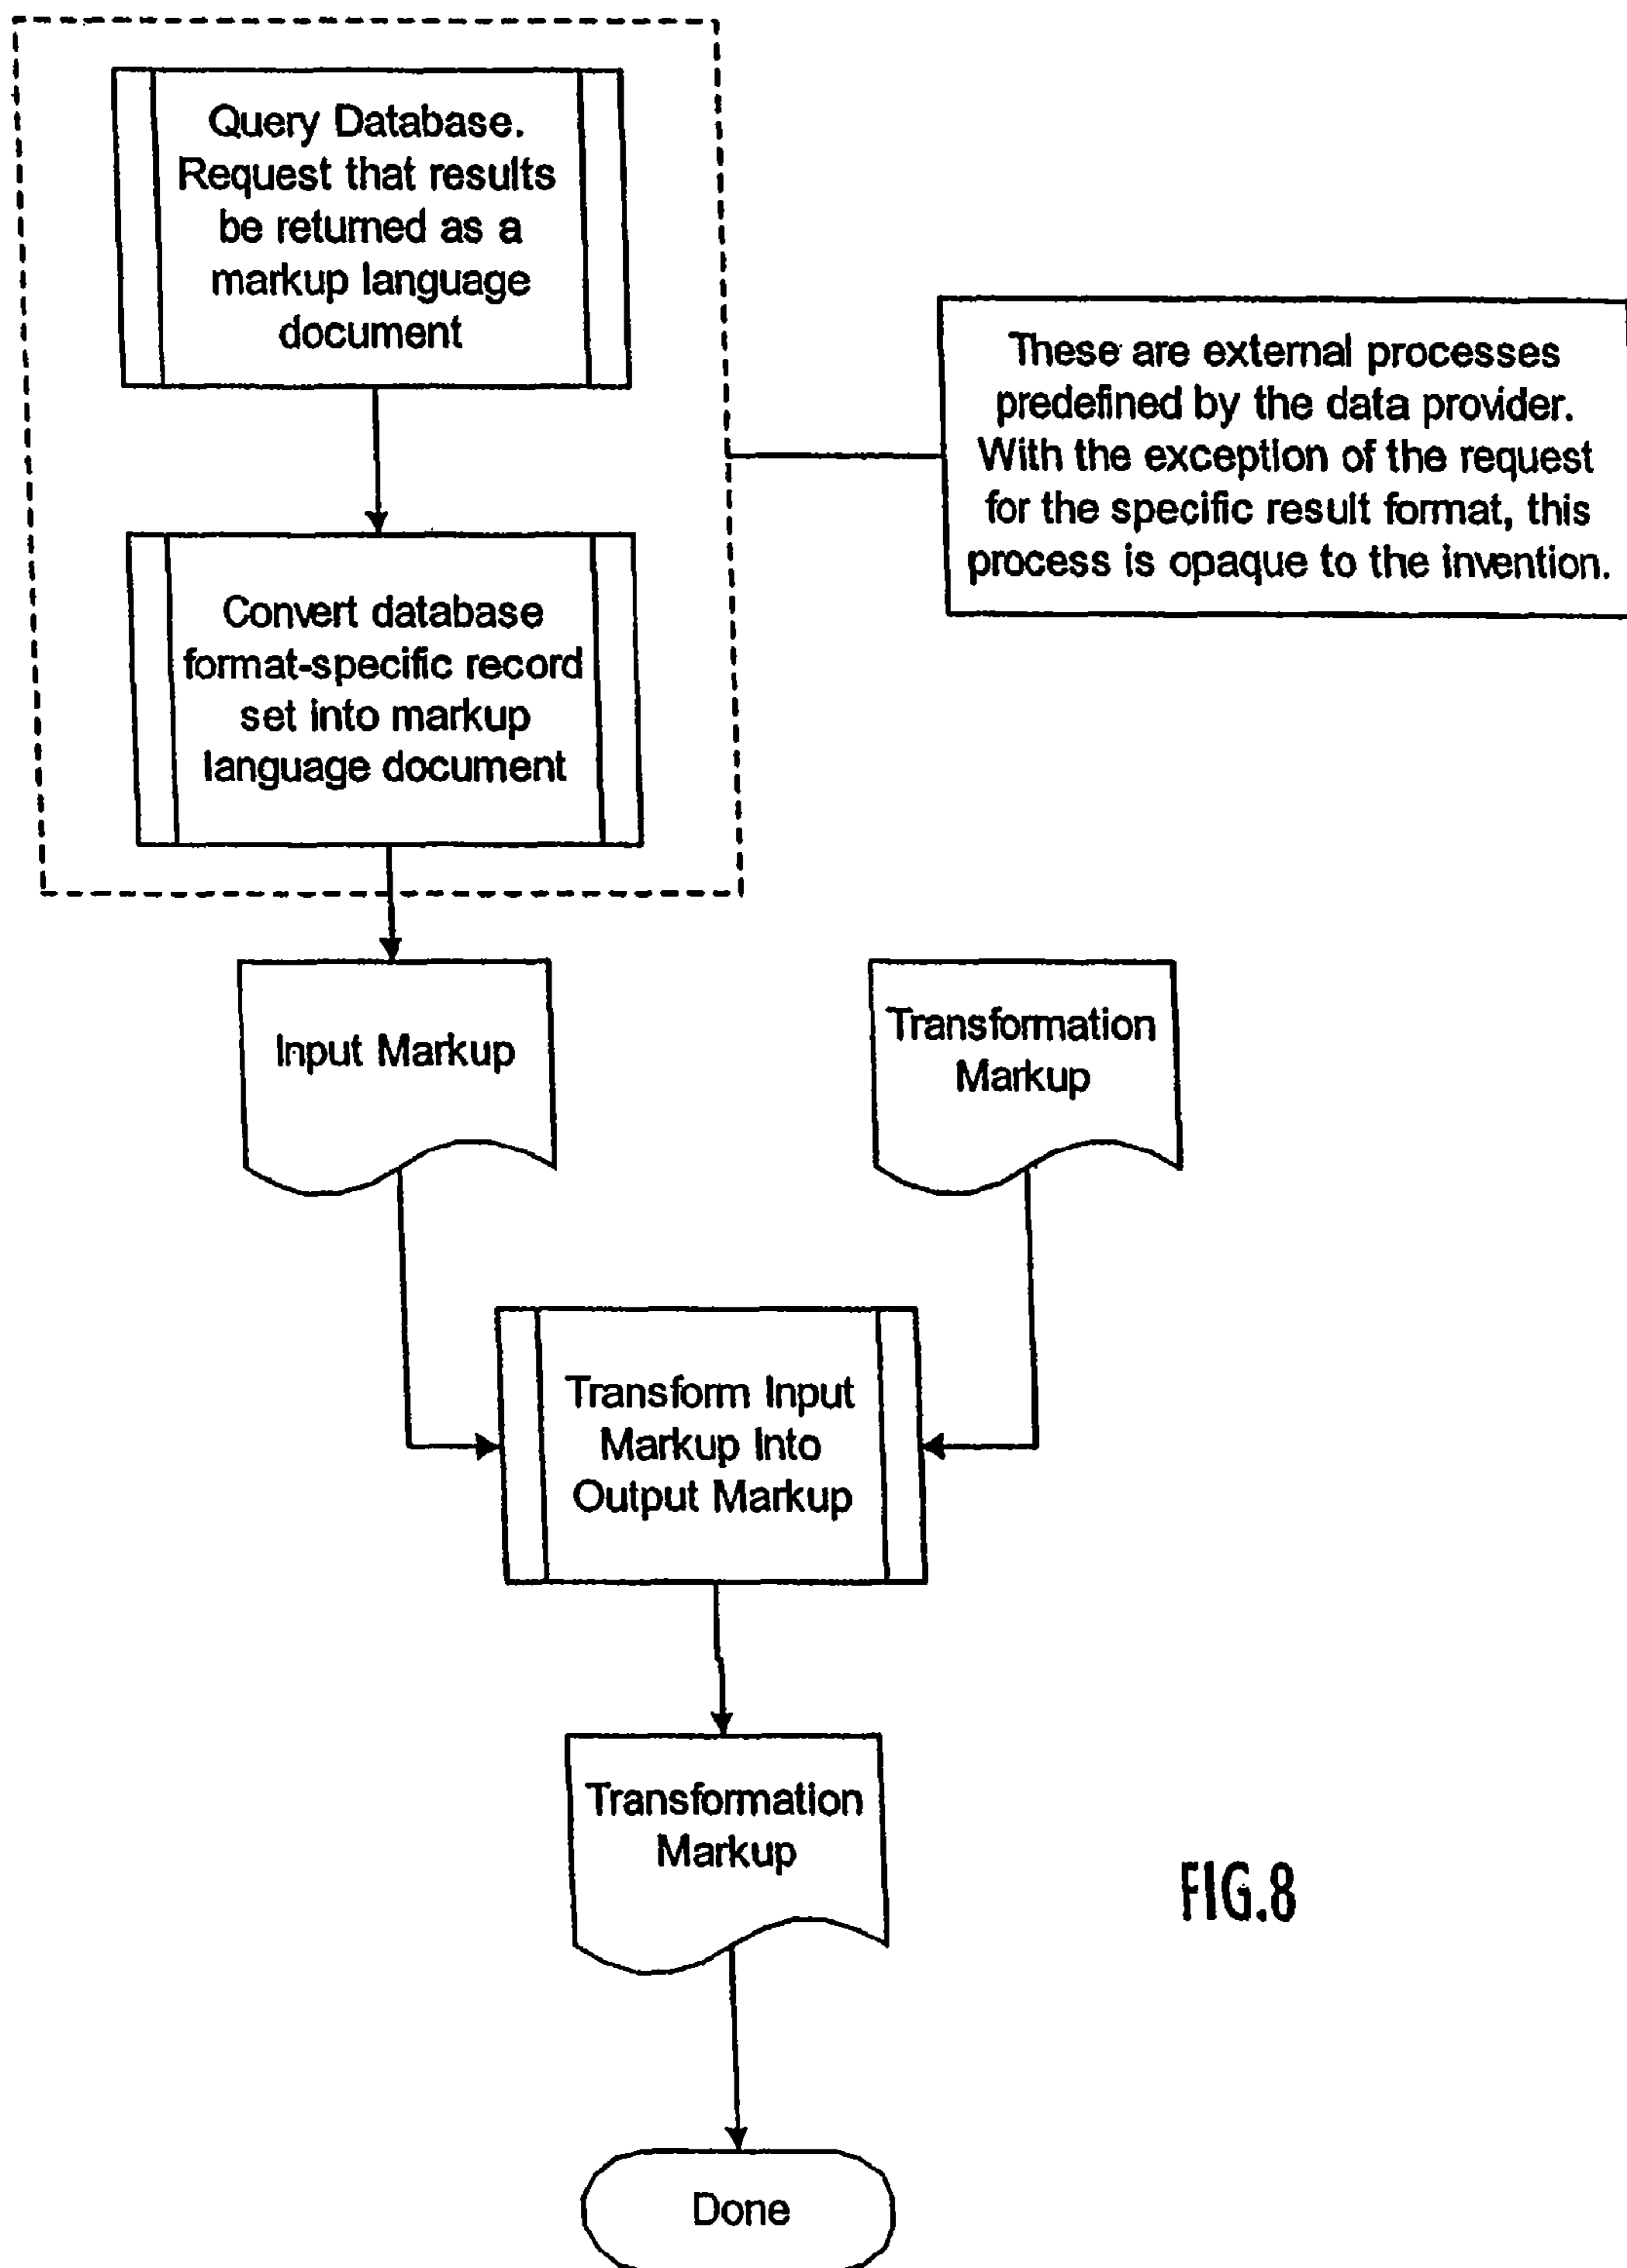 Query Database.
Request that results
be returned as a
markup language
document
These are external processes
predefined by the data provider.
With the exception of the request
for the specific result format, this
process is opaque to the invention.
Convert database
format-specific record
set into markup
language document
Input Markup
Transformation
Markup
Transform Input
Markup Into
Output Markup
Transformation
Markup
FIG.8
Done